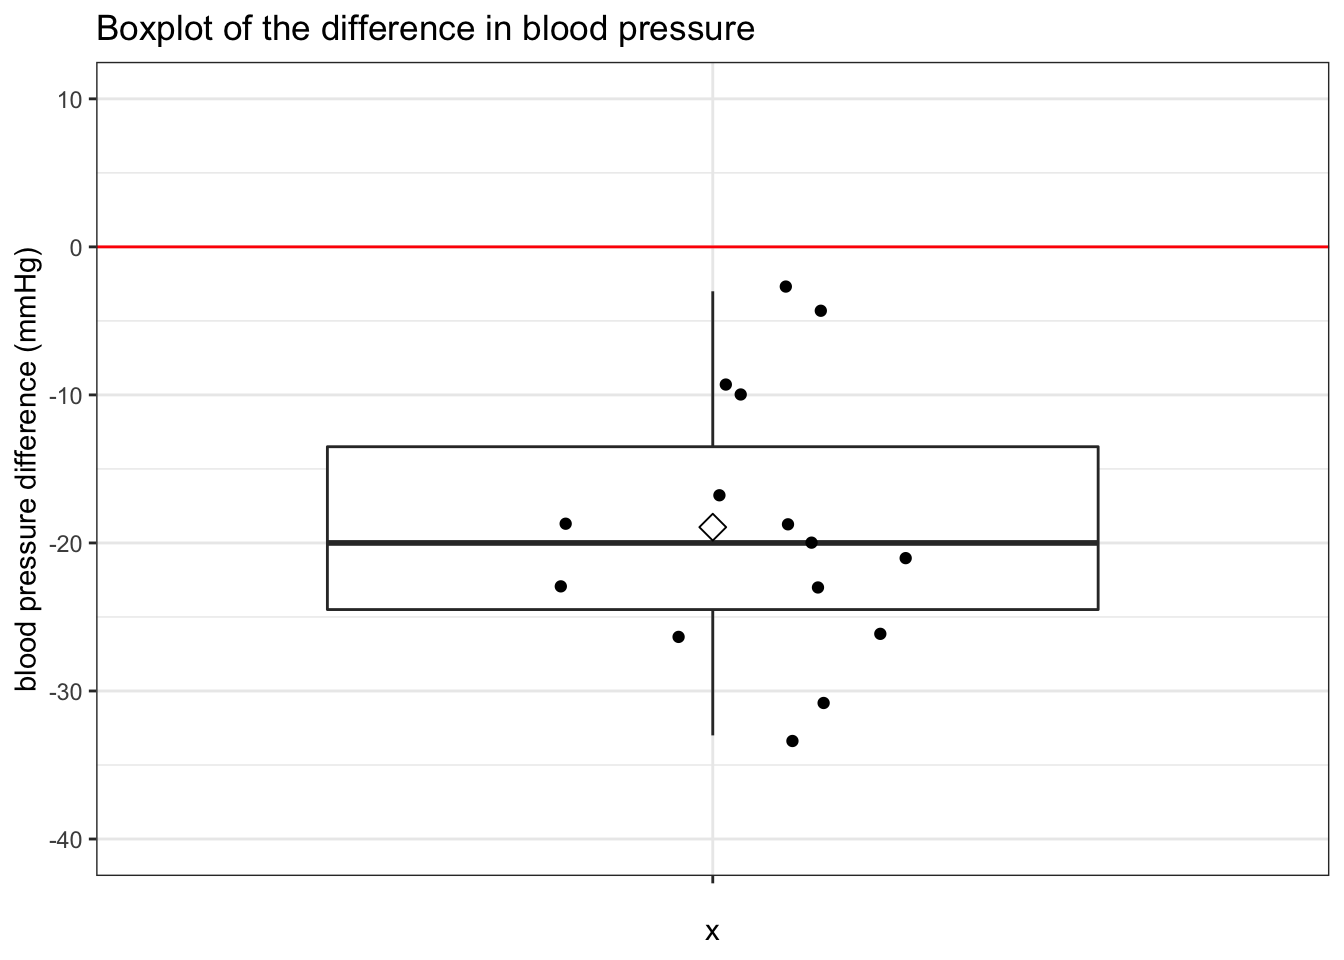 Boxplot of the difference in blood pressure
blood pressure difference (mmHg)
10
0
-10
-20
-30
-40
x